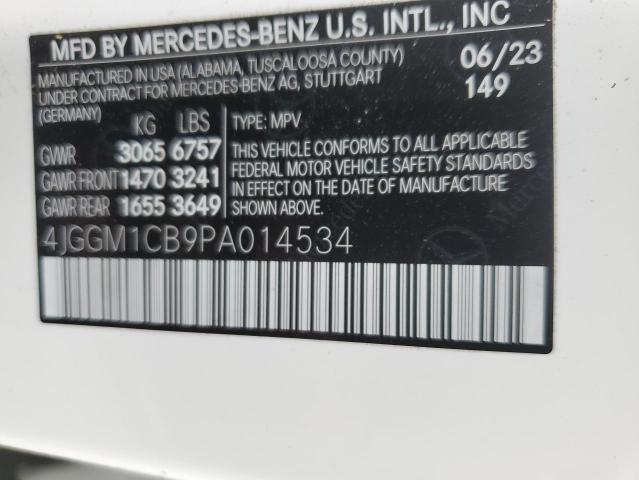 MFD BY MERCEDES-BENZ U.S. INTL., INC
MANUFACTURED IN USA (ALABAMA, TUSCALOOSA COUNTY)
UNDER CONTRACT FOR MERCEDES-BENZ AG, STUTTGART
(GERMANY)
06/23
149
KG LBS
GVWR 3065 6757
GAWR FRONT 1470 3241
GAWR REAR 1655 3649
TYPE: MPV
THIS VEHICLE CONFORMS TO ALL APPLICABLE
FEDERAL MOTOR VEHICLE SAFETY STANDARDS
IN EFFECT ON THE DATE OF MANUFACTURE
SHOWN ABOVE.
4JGGM1CB9PA014534